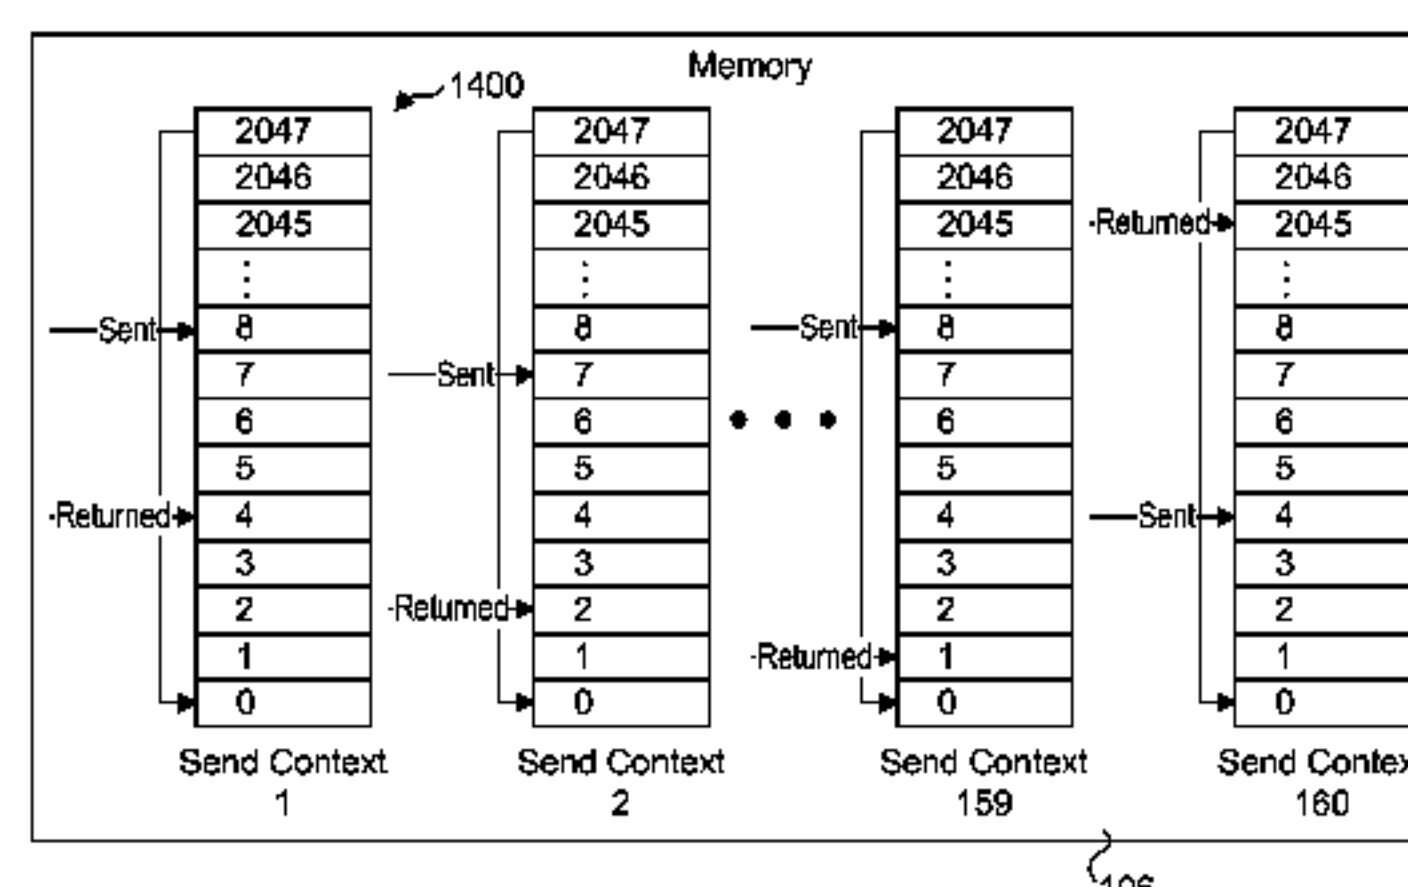 Memory
1400
2047 2047 2047 2047
2046 2046 2046 2046
2045 2045 2045 2045
Returned
8 8 8 8
Sent Sent
7 7 7 7
Sent
6 6 6 6
5 5 5 5
4 4 4 4
Returned Sent
3 3 3 3
2 2 2 2
Returned
1 1 1 1
Returned
0 0 0 0
Send Context Send Context Send Context Send
1 2 159 160